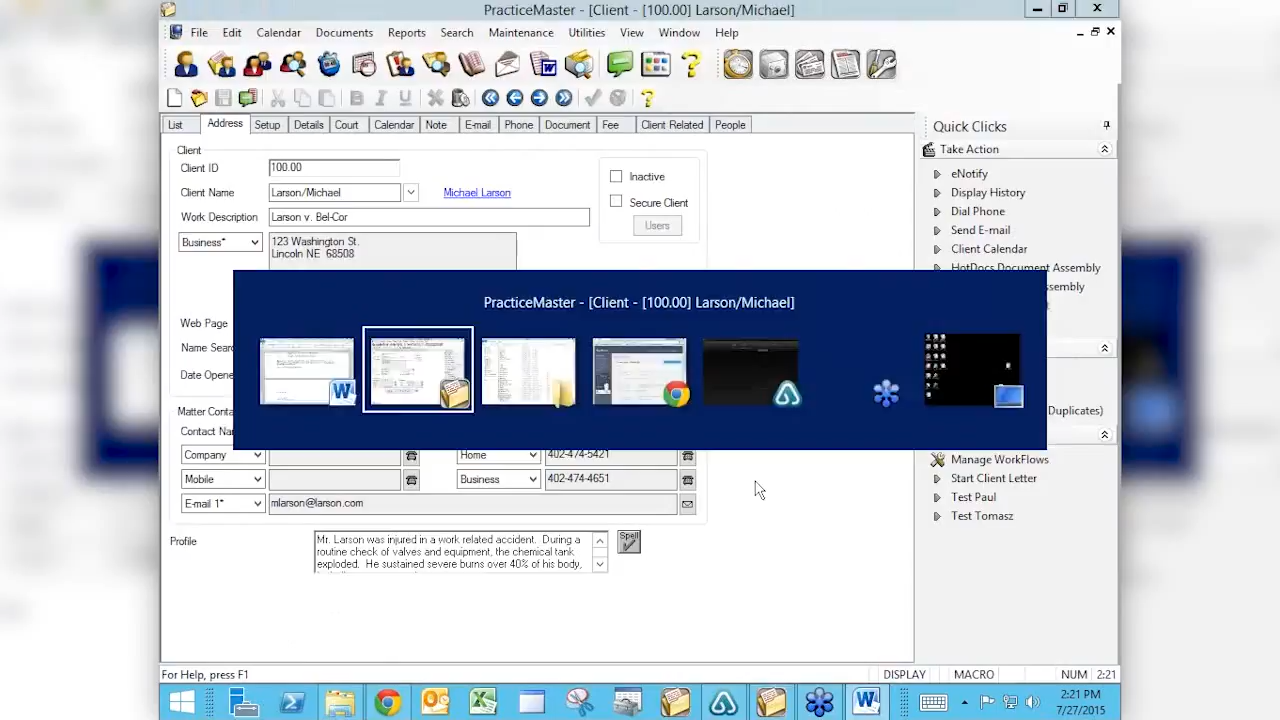 PracticeMaster - [Client - [100.00] Larson/Michael]
File Edit Calendar Documents Reports Search Maintenance Utilities View Window Help
List Address Setup Details Court Calendar Note E-mail Phone Document Fee Client Related People
Client
Client ID 100.00
Client Name Larson/Michael Michael Larson
Work Description Larson v. Bel-Cor
Business* 123 Washington St.
Lincoln NE 68508
Inactive
Secure Client
Users
Web Page
Name Sear
Date Opene
Matter Conta
Contact Nam
Company Home 402-474-5421
Mobile Business 402-474-4651
E-mail 1* mlarson@larson.com
Profile Mr. Larson was injured in a work related accident. During a
routine check of valves and equipment, the chemical tank
exploded. He sustained severe burns over 40% of his body,
Spell
PracticeMaster - [Client - [100.00] Larson/Michael]
Quick Clicks
Take Action
eNotify
Display History
Dial Phone
Send E-mail
Client Calendar
HotDocs Document Assembly
sembly
Duplicates)
Manage WorkFlows
Start Client Letter
Test Paul
Test Tomasz
For Help, press F1 DISPLAY MACRO NUM 2:21
2:21 PM
7/27/2015